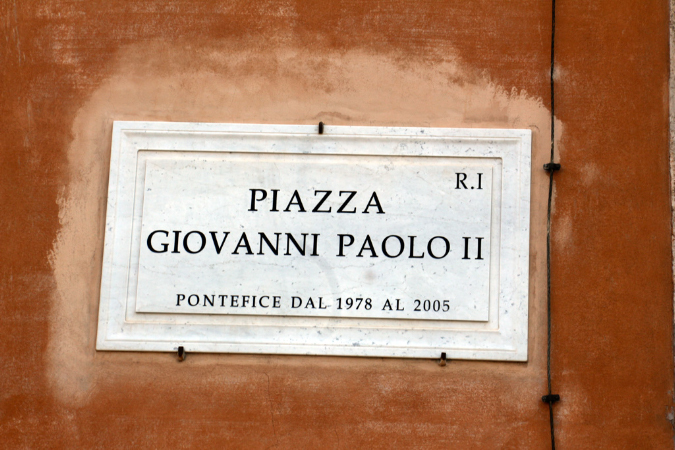 R.I
PIAZZA
GIOVANNI PAOLO II
PONTEFICE DAL 1978 AL 2005